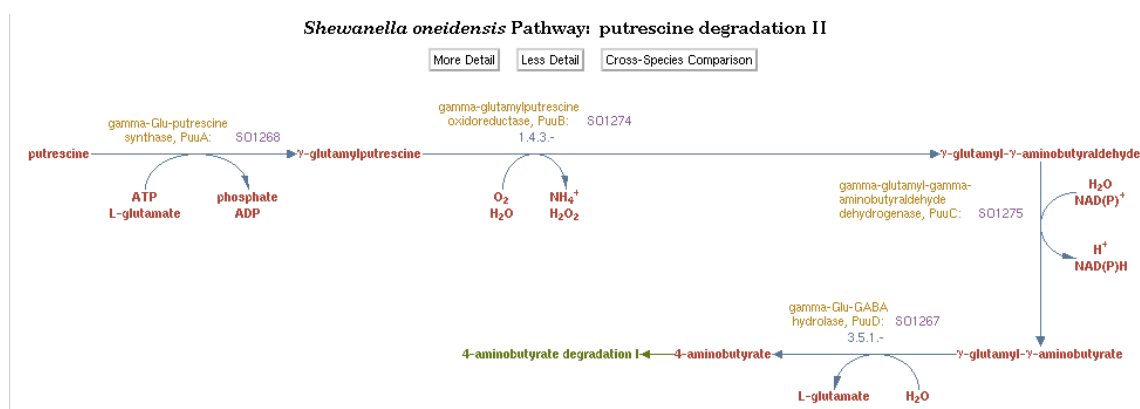 Shewanella oneidensis Pathway: putrescine degradation II
More Detail
Less Detail
Cross-Species Comparison
gamma-Glu-putrescine
synthase, PuuA: SO1268
gamma-glutamylputrescine
oxidoreductase, PuuB: SO1274
1.4.3.-
putrescine
γ-glutamylputrescine
γ-glutamyl-γ-aminobutyraldehyde
ATP
L-glutamate
phosphate
ADP
O2
H2O
NH4+
H2O2
gamma-glutamyl-gamma-
aminobutyraldehyde
dehydrogenase, PuuC: SO1275
H2O
NAD(P)+
H+
NAD(P)H
gamma-Glu-GABA
hydrolase, PuuD: SO1267
3.5.1.-
4-aminobutyrate degradation I
4-aminobutyrate
γ-glutamyl-γ-aminobutyrate
L-glutamate
H2O